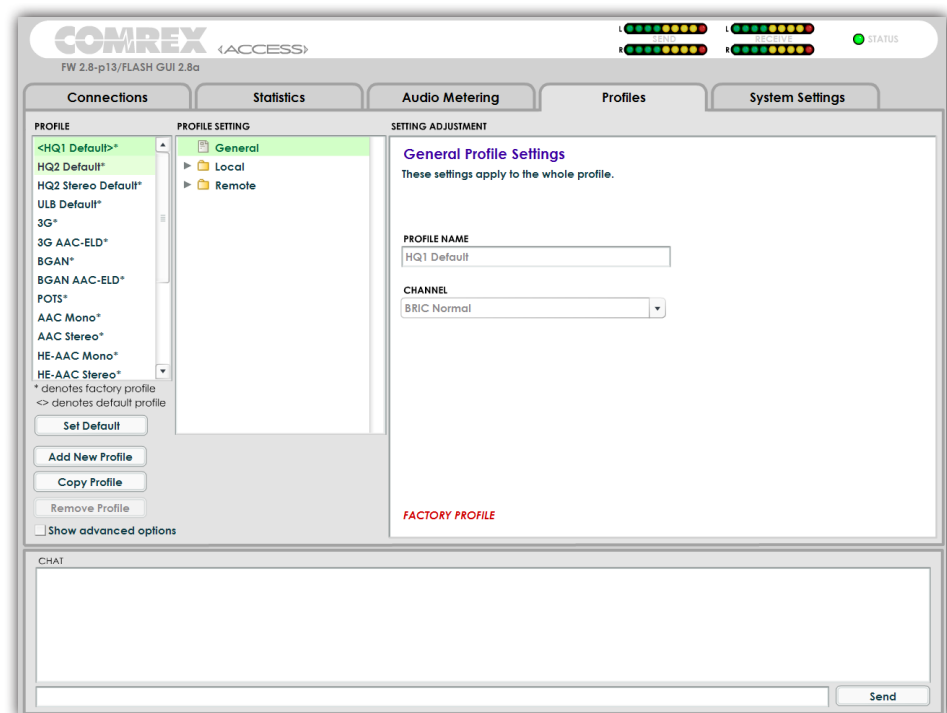 COMREX <ACCESS>
FW 2.8-p13/FLASH GUI 2.8a
L SEND R
L RECEIVE R
STATUS
Connections
Statistics
Audio Metering
Profiles
System Settings
PROFILE
<HQ1 Default>*
HQ2 Default*
HQ2 Stereo Default*
ULB Default*
3G*
3G AAC-ELD*
BGAN*
BGAN AAC-ELD*
POTS*
AAC Mono*
AAC Stereo*
HE-AAC Mono*
HE-AAC Stereo*
* denotes factory profile
<> denotes default profile
Set Default
Add New Profile
Copy Profile
Remove Profile
Show advanced options
PROFILE SETTING
General
Local
Remote
SETTING ADJUSTMENT
General Profile Settings
These settings apply to the whole profile.
PROFILE NAME
HQ1 Default
CHANNEL
BRIC Normal
FACTORY PROFILE
CHAT
Send